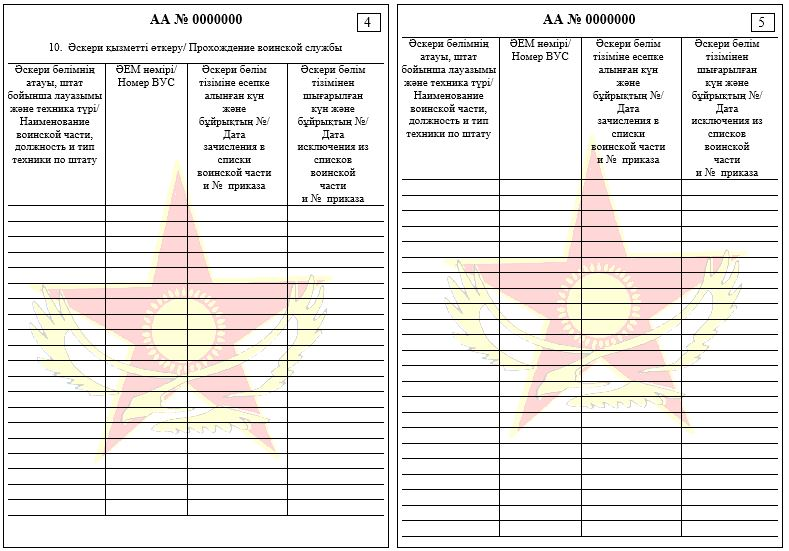 АА № 0000000
4
10. Әскери қызметті өткеру/ Прохождение воинской службы
Әскери бөлімнің
атауы, штат
бойынша лауазымы
және техника түрі/
Наименование
воинской части,
должность и тип
техники по штату
ӘЕМ нөмірі/
Номер ВУС
Әскери бөлім
тізіміне есепке
алынған күн
және
бұйрықтың №/
Дата
зачисления в
списки
воинской части
и № приказа
Әскери бөлім
тізімінен
шығарылған
күн және
бұйрықтың №/
Дата
исключения из
списков
воинской
части
и № приказа
АА № 0000000
5
Әскери бөлімнің
атауы, штат
бойынша лауазымы
және техника түрі/
Наименование
воинской части,
должность и тип
техники по штату
ӘЕМ нөмірі/
Номер ВУС
Әскери бөлім
тізіміне есепке
алынған күн
және
бұйрықтың №/
Дата
зачисления в
списки
воинской части
и № приказа
Әскери бөлім
тізімінен
шығарылған
күн және
бұйрықтың №/
Дата
исключения из
списков
воинской
части
и № приказа